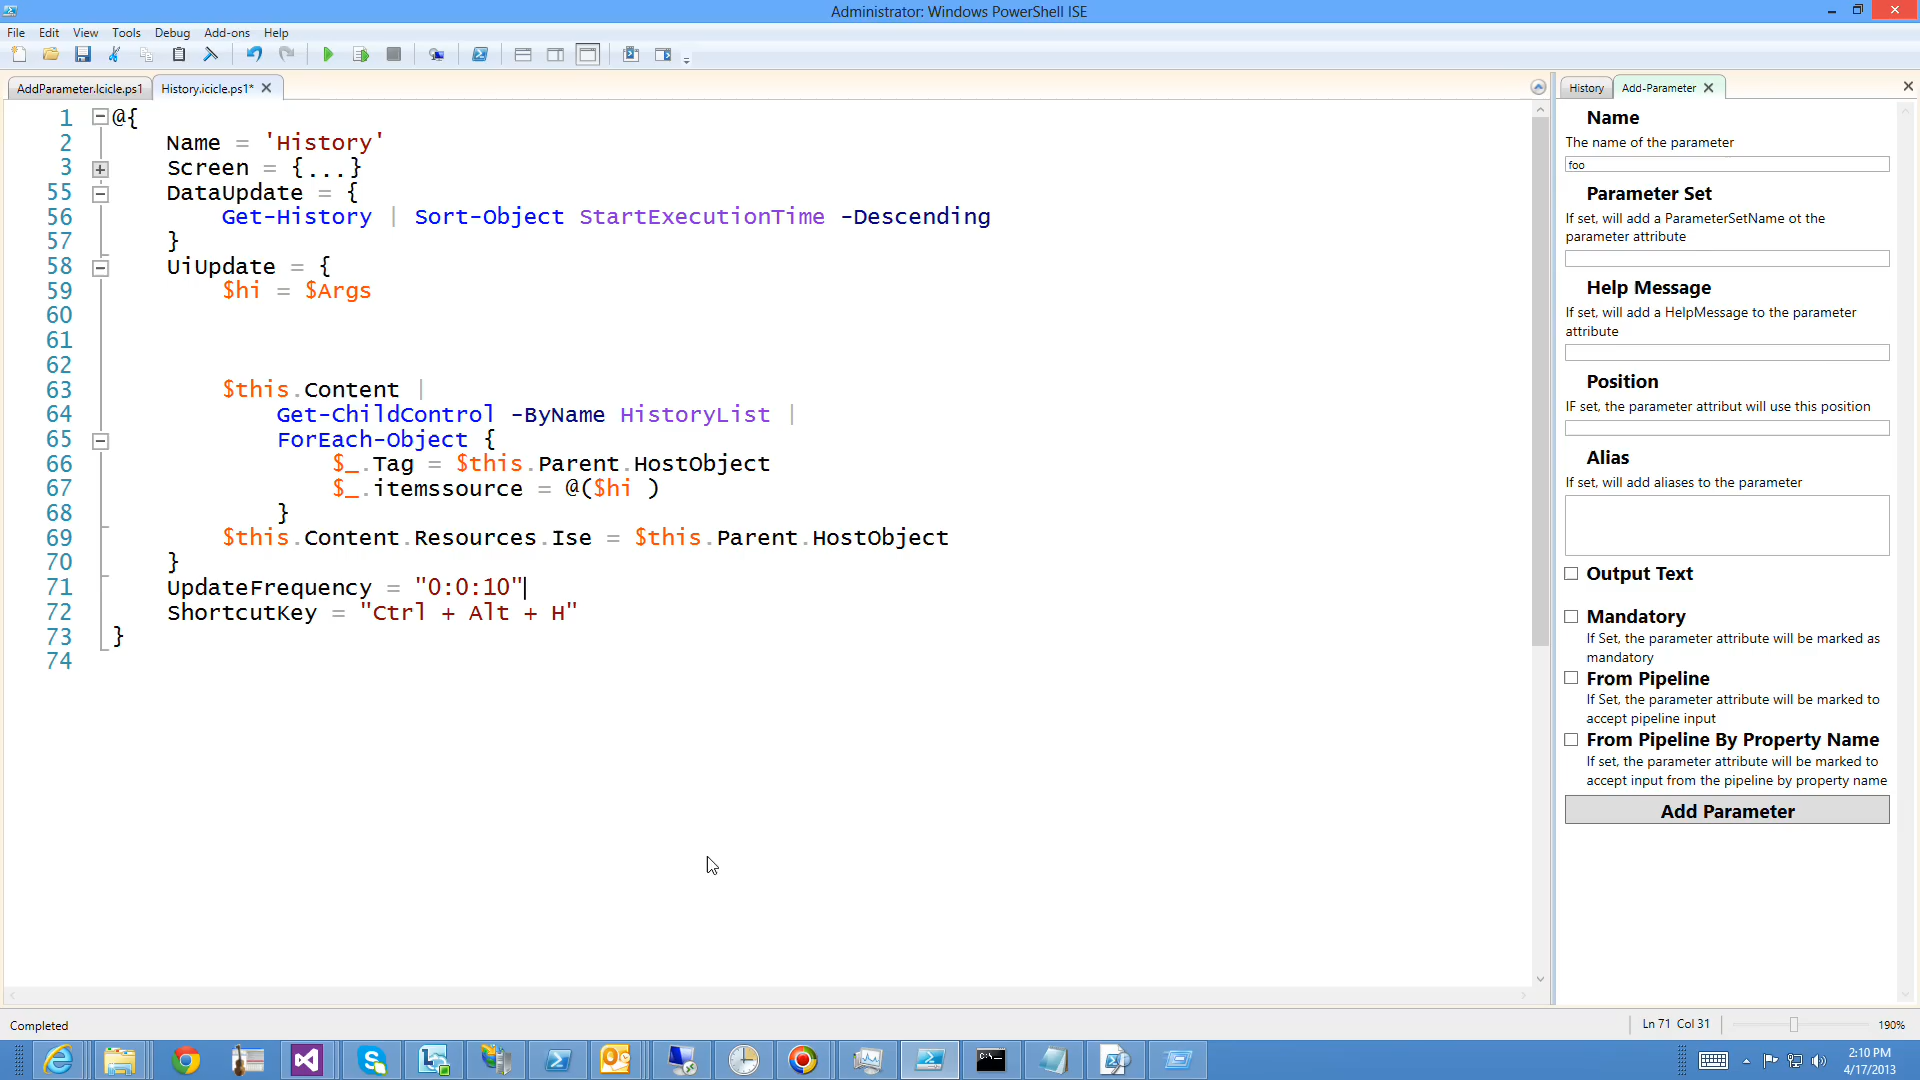 Administrator: Windows PowerShell ISE
File Edit View Tools Debug Add-ons Help
AddParameter.Icicle.ps1 History.icicle.ps1*
1 @{
2 Name = 'History'
3 Screen = {...}
55 DataUpdate = {
56 Get-History | Sort-Object StartExecutionTime -Descending
57 }
58 UiUpdate = {
59 $hi = $Args
60
61
62
63 $this.Content |
64 Get-ChildControl -ByName HistoryList |
65 ForEach-Object {
66 $_.Tag = $this.Parent.HostObject
67 $_.itemssource = @($hi )
68 }
69 $this.Content.Resources.Ise = $this.Parent.HostObject
70 }
71 UpdateFrequency = "0:0:10"
72 ShortcutKey = "Ctrl + Alt + H"
73 }
74
History Add-Parameter
Name
The name of the parameter
foo
Parameter Set
If set, will add a ParameterSetName ot the
parameter attribute
Help Message
If set, will add a HelpMessage to the parameter
attribute
Position
IF set, the parameter attribut will use this position
Alias
If set, will add aliases to the parameter
Output Text
Mandatory
If Set, the parameter attribute will be marked as
mandatory
From Pipeline
If Set, the parameter attribute will be marked to
accept pipeline input
From Pipeline By Property Name
If set, the parameter attribute will be marked to
accept input from the pipeline by property name
Add Parameter
Completed
Ln 71 Col 31
190%
2:10 PM
4/17/2013